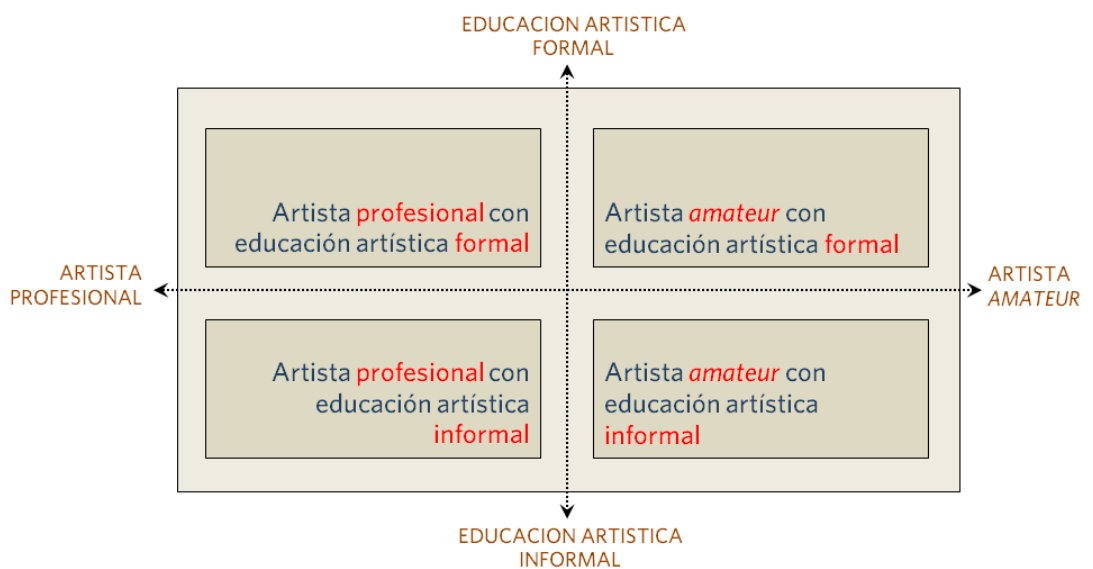 EDUCACION ARTISTICA
FORMAL
Artista profesional con
educación artística formal
Artista amateur con
educación artística formal
ARTISTA
PROFESIONAL
ARTISTA
AMATEUR
Artista profesional con
educación artística
informal
Artista amateur con
educación artística
informal
EDUCACION ARTISTICA
INFORMAL